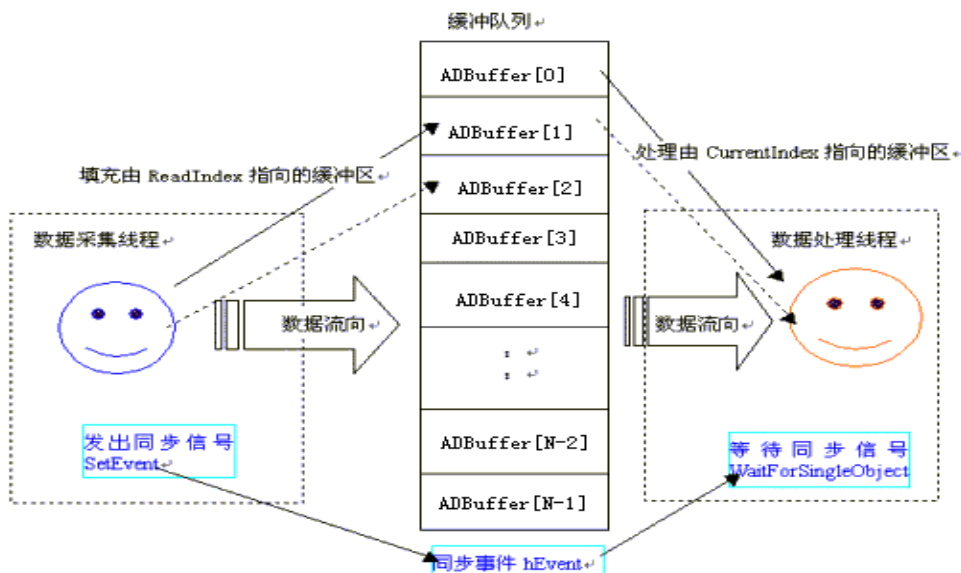 缓冲队列
ADBuffer[0]
ADBuffer[1]
处理由 CurrentIndex 指向的缓冲区
填充由 ReadIndex 指向的缓冲区
ADBuffer[2]
数据采集线程
ADBuffer[3]
数据处理线程
ADBuffer[4]
数据流向
数据流向
:
:
发出同步信号
SetEvent
ADBuffer[N-2]
等待同步信号
WaitForSingleObject
ADBuffer[N-1]
同步事件 hEvent